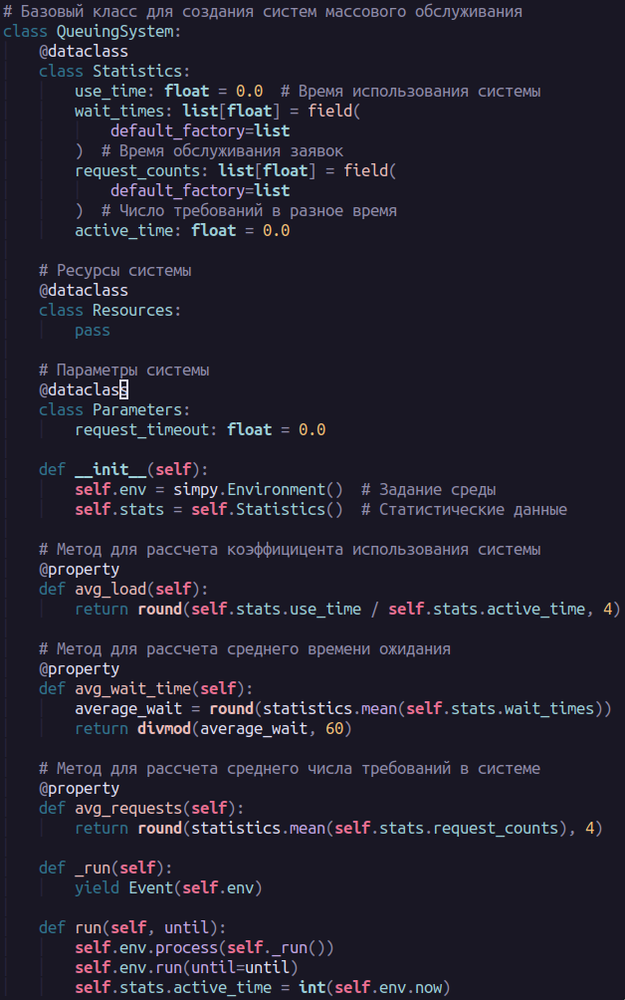 # Базовый класс для создания систем массового обслуживания
class QueuingSystem:
    @dataclass
    class Statistics:
        use_time: float = 0.0  # Время использования системы
        wait_times: list[float] = field(
            default_factory=list
        )  # Время обслуживания заявок
        request_counts: list[float] = field(
            default_factory=list
        )  # Число требований в разное время
        active_time: float = 0.0

    # Ресурсы системы
    @dataclass
    class Resources:
        pass

    # Параметры системы
    @dataclass
    class Parameters:
        request_timeout: float = 0.0

    def __init__(self):
        self.env = simpy.Environment()  # Задание среды
        self.stats = self.Statistics()  # Статистические данные

    # Метод для рассчета коэффицицента использования системы
    @property
    def avg_load(self):
        return round(self.stats.use_time / self.stats.active_time, 4)

    # Метод для рассчета среднего времени ожидания
    @property
    def avg_wait_time(self):
        average_wait = round(statistics.mean(self.stats.wait_times))
        return divmod(average_wait, 60)

    # Метод для рассчета среднего числа требований в системе
    @property
    def avg_requests(self):
        return round(statistics.mean(self.stats.request_counts), 4)

    def _run(self):
        yield Event(self.env)

    def run(self, until):
        self.env.process(self._run())
        self.env.run(until=until)
        self.stats.active_time = int(self.env.now)